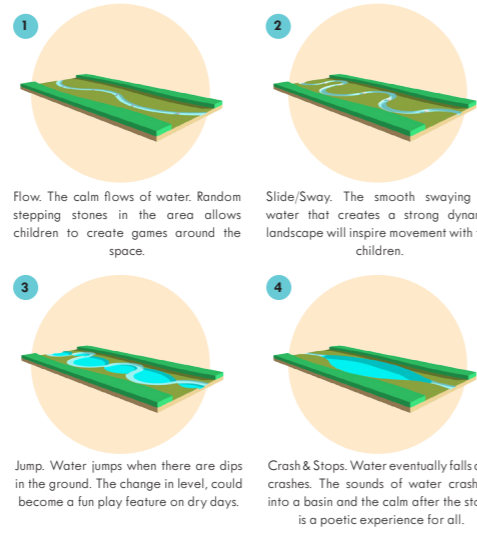 1
Flow. The calm flows of water. Random
stepping stones in the area allows
children to create games around the
space.
2
Slide/Sway. The smooth swaying
water that creates a strong
landscape will inspire movement with
children.
3
Jump. Water jumps when there are dips
in the ground. The change in level, could
become a fun play feature on dry days.
4
Crash & Stops. Water eventually falls
crashes. The sounds of water
into a basin and the calm after the
is a poetic experience for all.